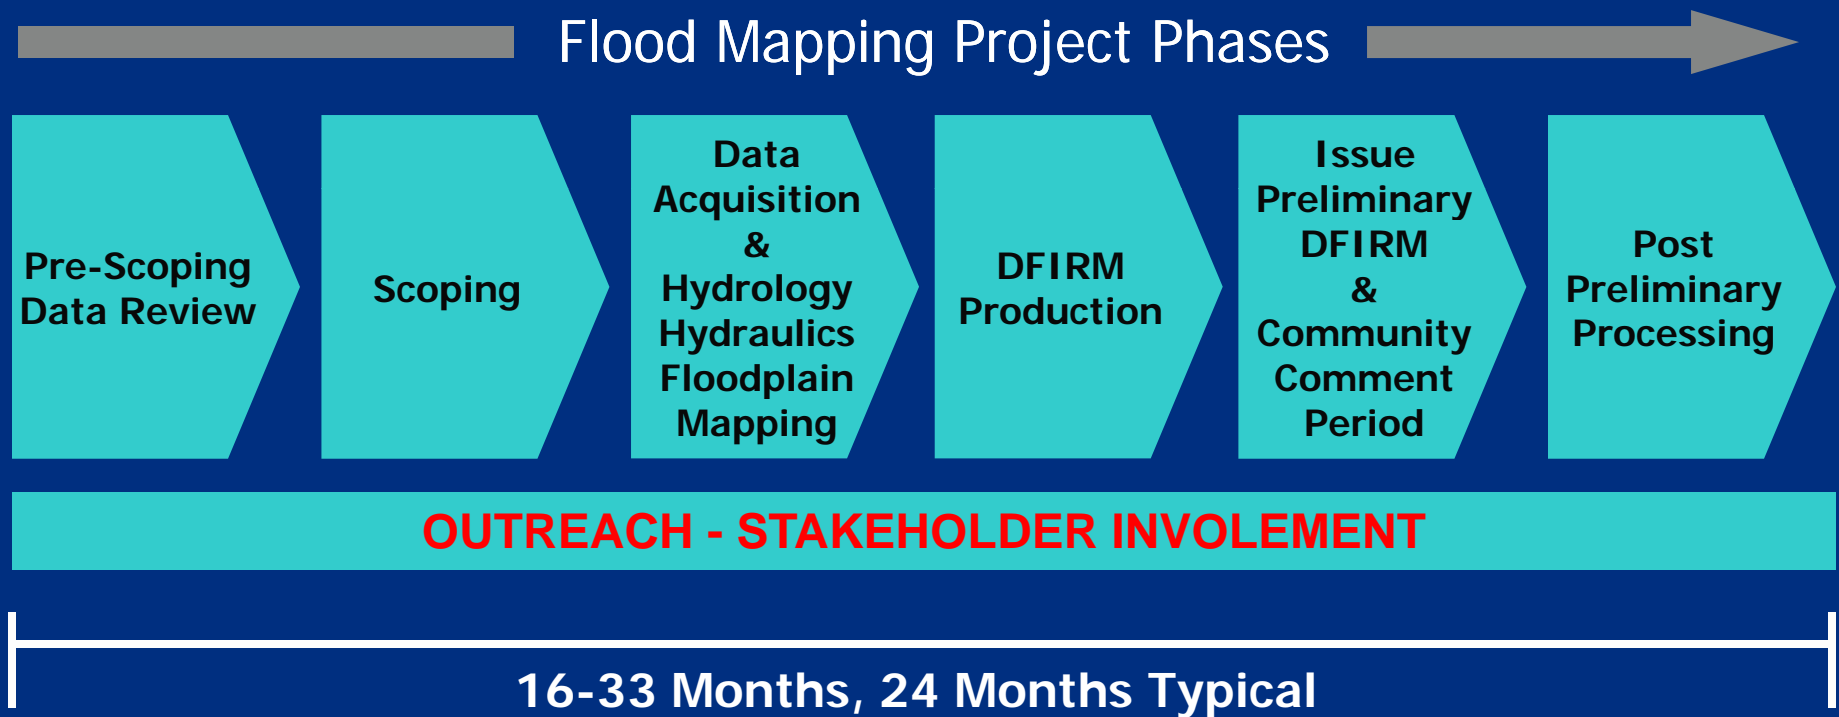 Flood Mapping Project Phases
Pre-Scoping
Data Review
Scoping
Data
Acquisition
&
Hydrology
Hydraulics
Floodplain
Mapping
DFIRM
Production
Issue
Preliminary
DFIRM
&
Community
Comment
Period
Post
Preliminary
Processing
OUTREACH - STAKEHOLDER INVOLEMENT
16-33 Months, 24 Months Typical